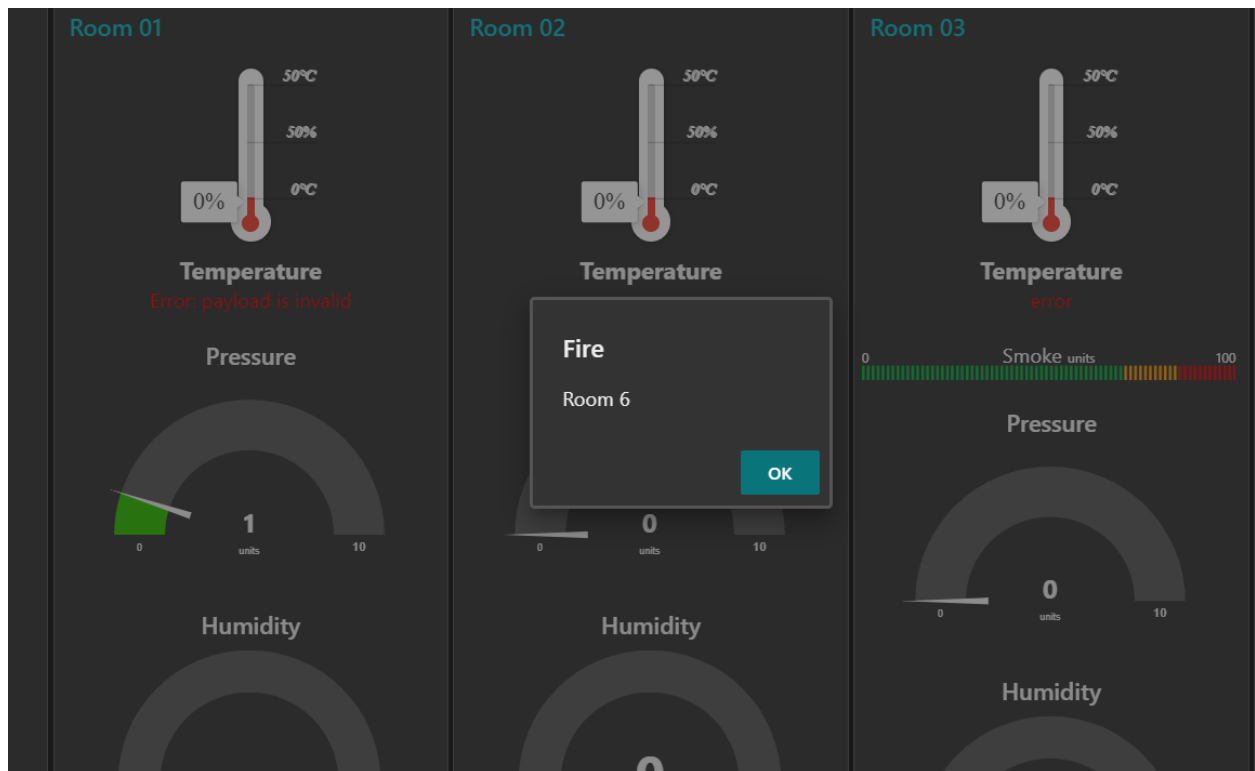 Room 01
50°C
50%
0°C
0%
Temperature
Error: payload is invalid
Pressure
1
units
0
10
Humidity
Room 02
50°C
50%
0°C
0%
Temperature
Fire
Room 6
OK
0
units
0
10
Humidity
Room 03
50°C
50%
0°C
0%
Temperature
error
0 Smoke units 100
Pressure
0
units
0
10
Humidity